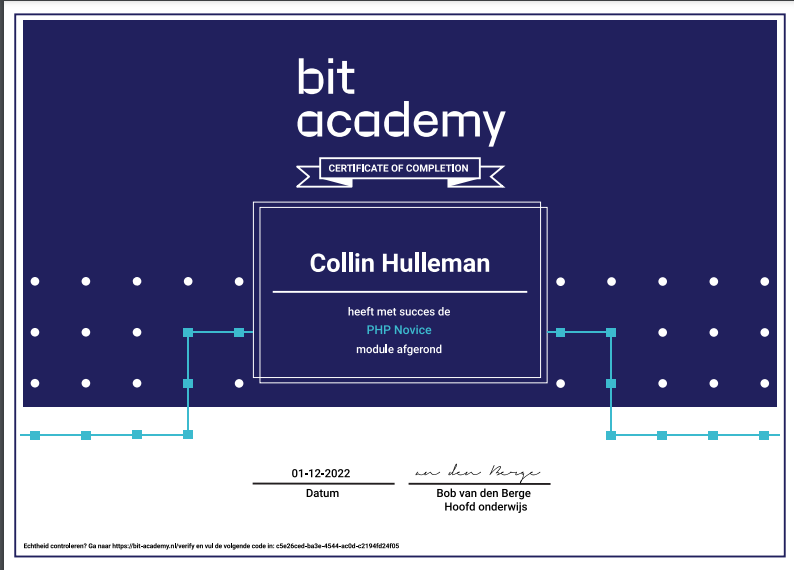 bit
academy
CERTIFICATE OF COMPLETION
Collin Hulleman
heeft met succes de
PHP Novice
module afgerond
01-12-2022
Datum
an den Berge
Bob van den Berge
Hoofd onderwijs
Echtheid controleren? Ga naar https://bit-academy.nl/verify en vul de volgende code in: c5e26ced-ba3e-4544-ac0d-c2194fd24f05